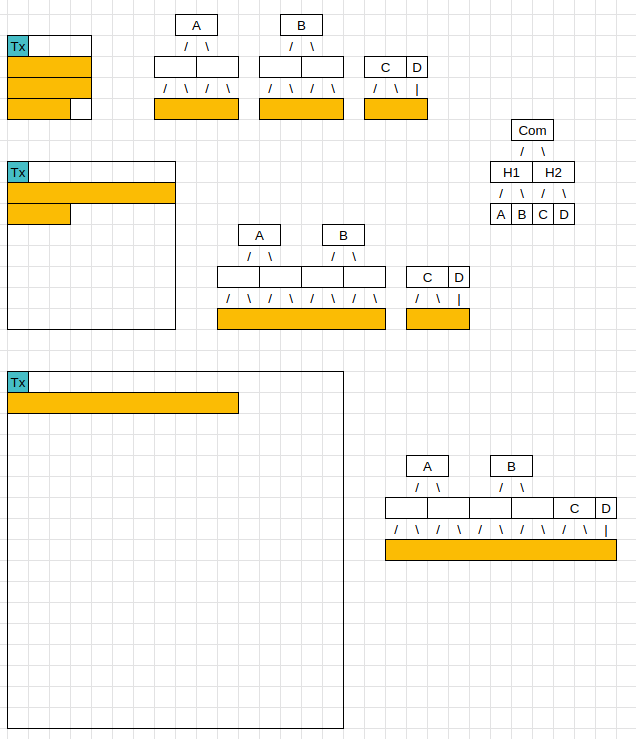 A B
Tx / \ / \
C D
/ \ / \ / \ / \ / \ |
Com
/ \
Tx H1 H2
/ \ / \
A B C D
A B
/ \ / \
C D
/ \ / \ / \ / \ / \ |
Tx
A B
/ \ / \
C D
/ \ / \ / \ / \ / \ |